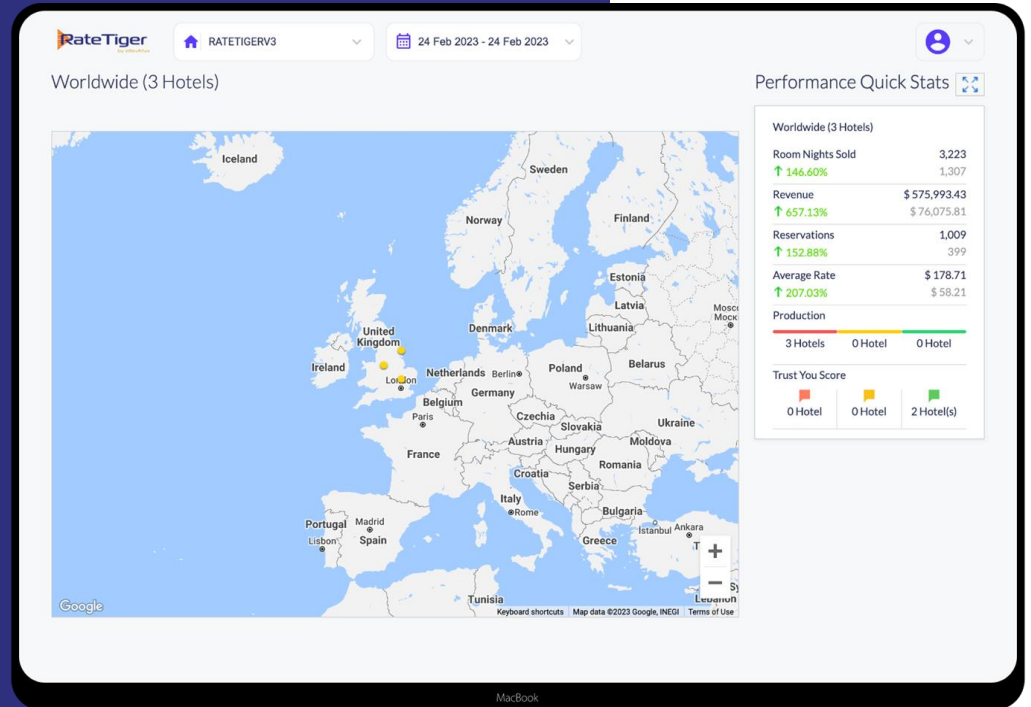 RateTiger
by eRevMax
RATETIGERV3
24 Feb 2023 - 24 Feb 2023
Worldwide (3 Hotels)
Performance Quick Stats
Worldwide (3 Hotels)
Room Nights Sold 3,223
↑ 146.60% 1,307
Revenue $ 575,993.43
↑ 657.13% $ 76,075.81
Reservations 1,009
↑ 152.88% 399
Average Rate $ 178.71
↑ 207.03% $ 58.21
Production
3 Hotels 0 Hotel 0 Hotel
Trust You Score
0 Hotel 0 Hotel 2 Hotel(s)
Iceland
Sweden
Norway
Finland
Estonia
Latvia
Mosc
Моск
United
Kingdom
Denmark
Lithuania
Ireland
London
Netherlands
Berlin
Poland
Warsaw
Belarus
Belgium
Germany
Paris
Czechia
Slovakia
Ukraine
France
Austria
Hungary
Moldova
Croatia
Romania
Serbia
Italy
Rome
Bulgaria
Portugal
Madrid
Istanbul
Ankara
Lisbon
Spain
Greece
T
+
−
Sy
Lebanon
Tunisia
Google
Keyboard shortcuts
Map data ©2023 Google, INEGI
Terms of Use
MacBook